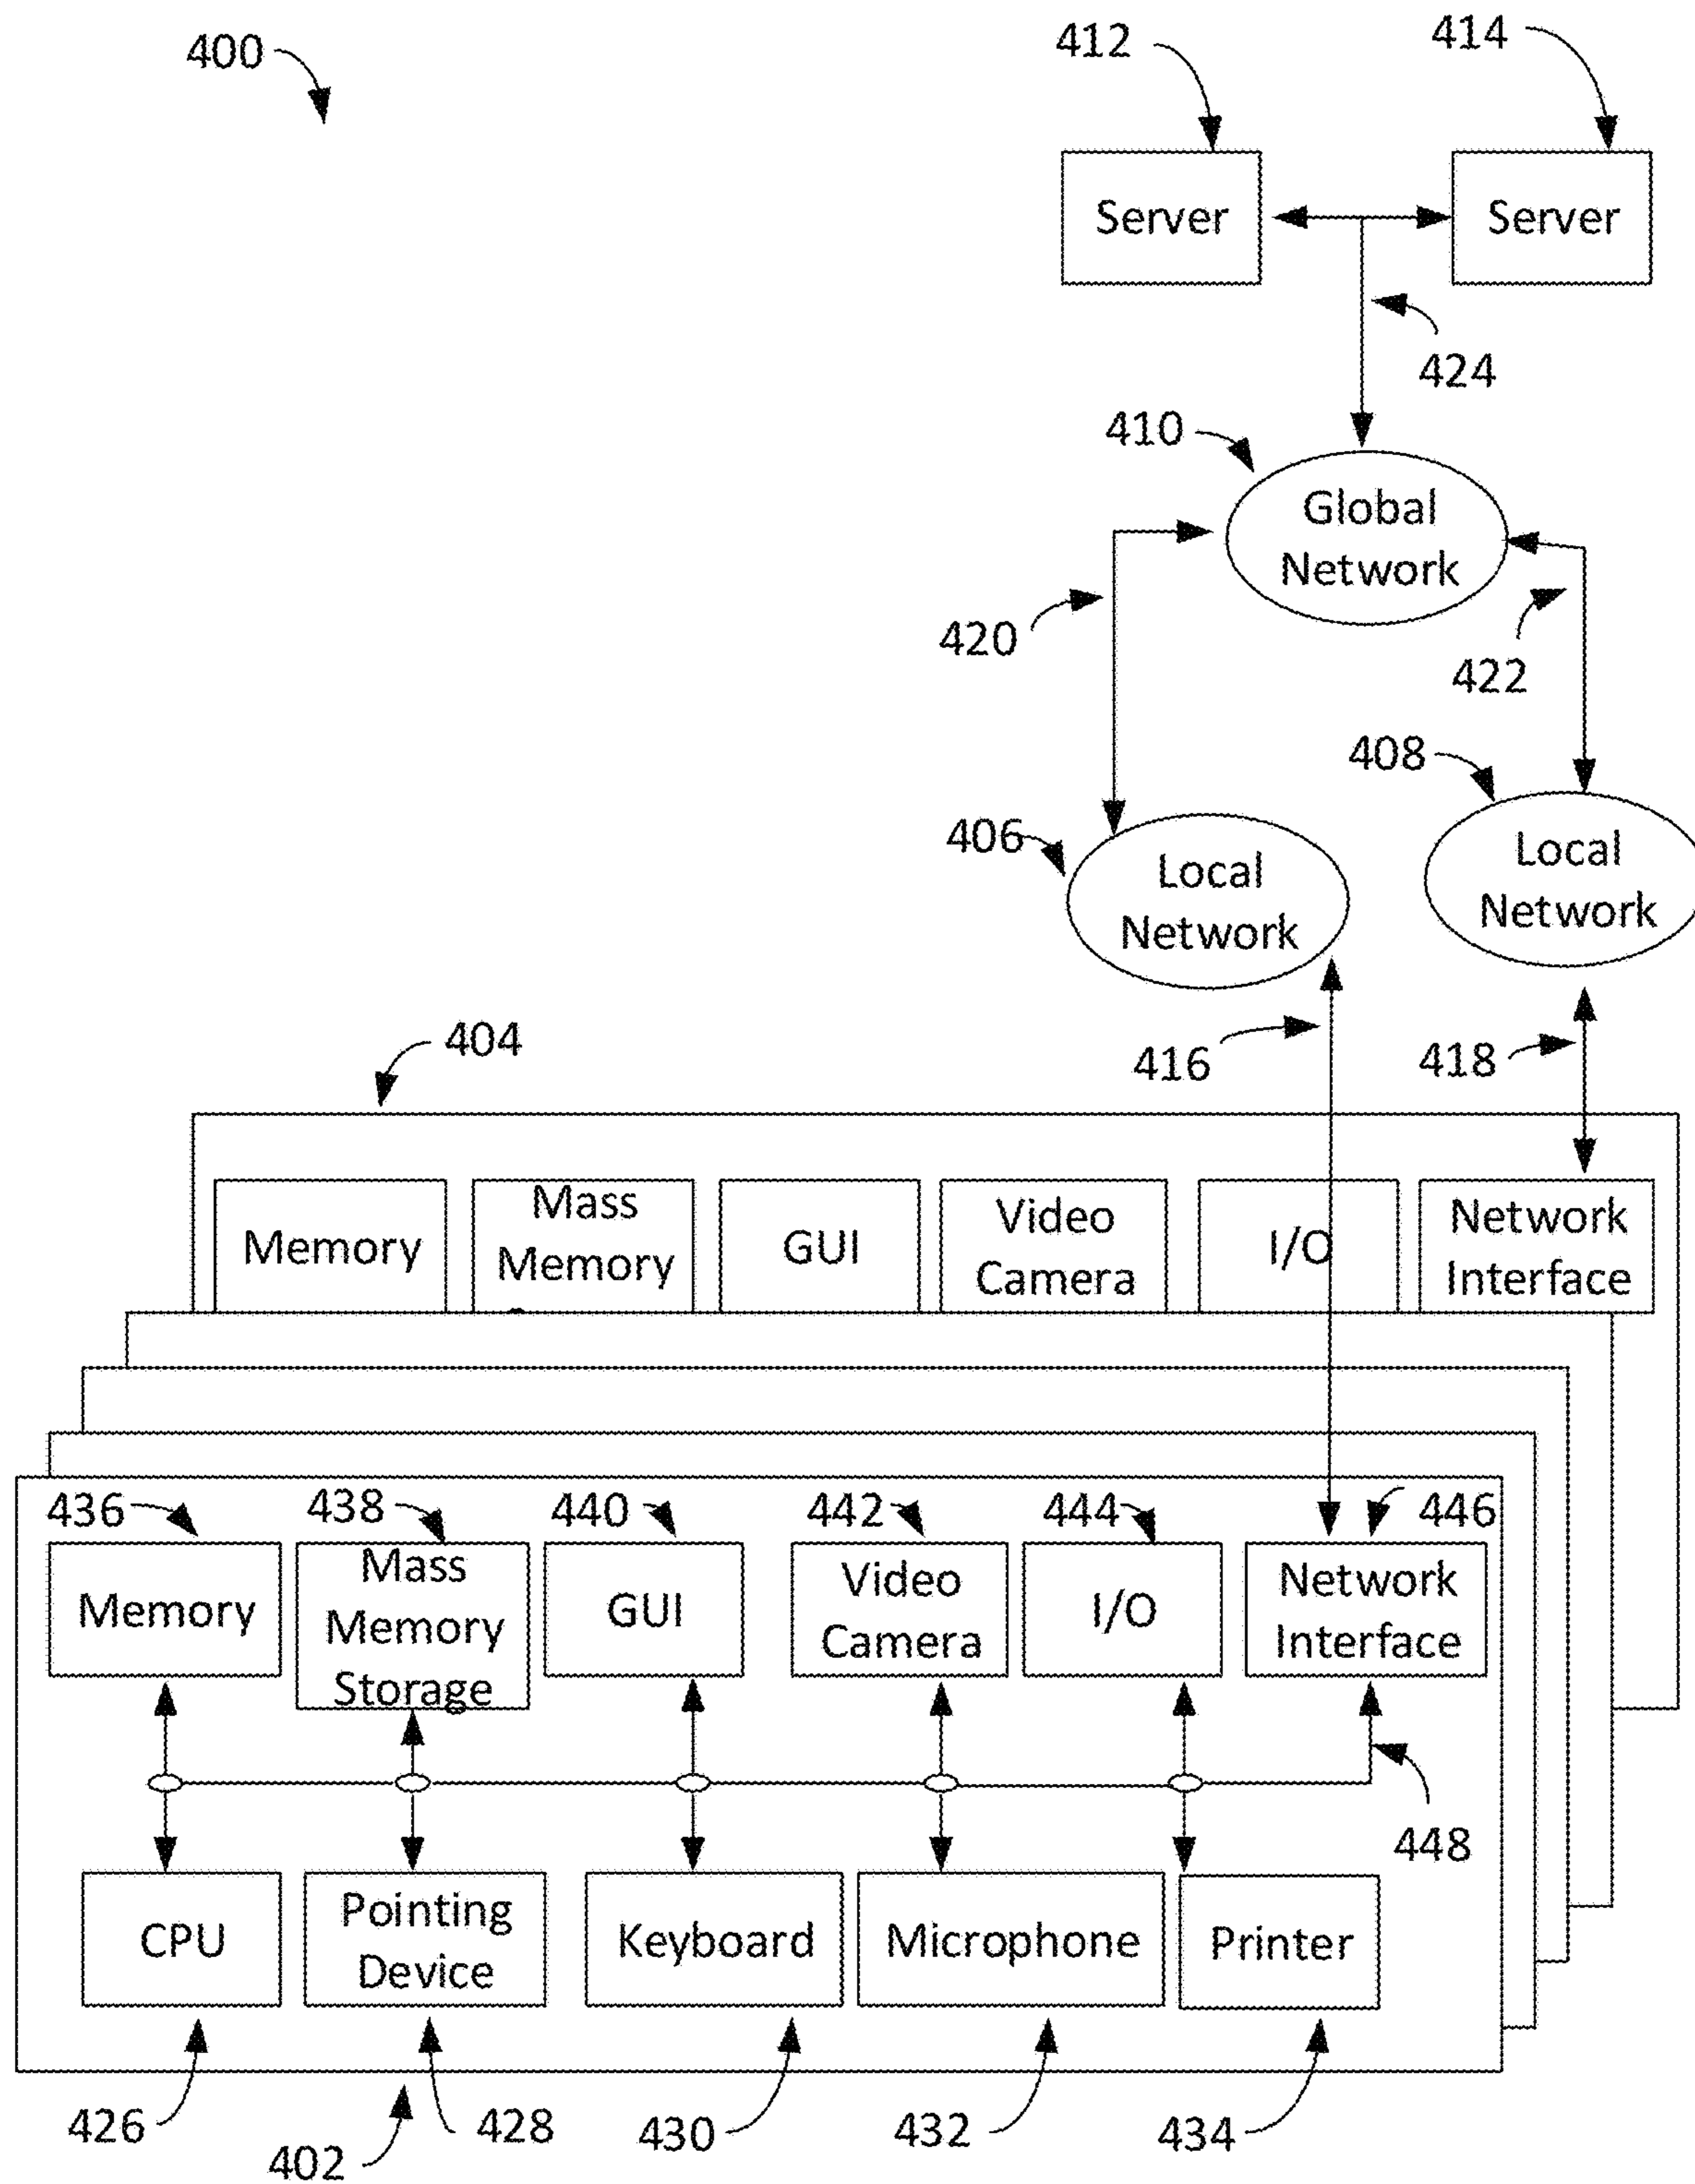 400
412
414
Server
Server
424
410
Global
Network
420
422
408
406
Local
Network
Local
Network
404
416
418
Memory
Mass
Memory
GUI
Video
Camera
I/O
Network
Interface
436
438
440
442
444
446
Memory
Mass
Memory
Storage
GUI
Video
Camera
I/O
Network
Interface
448
CPU
Pointing
Device
Keyboard
Microphone
Printer
426
402
428
430
432
434